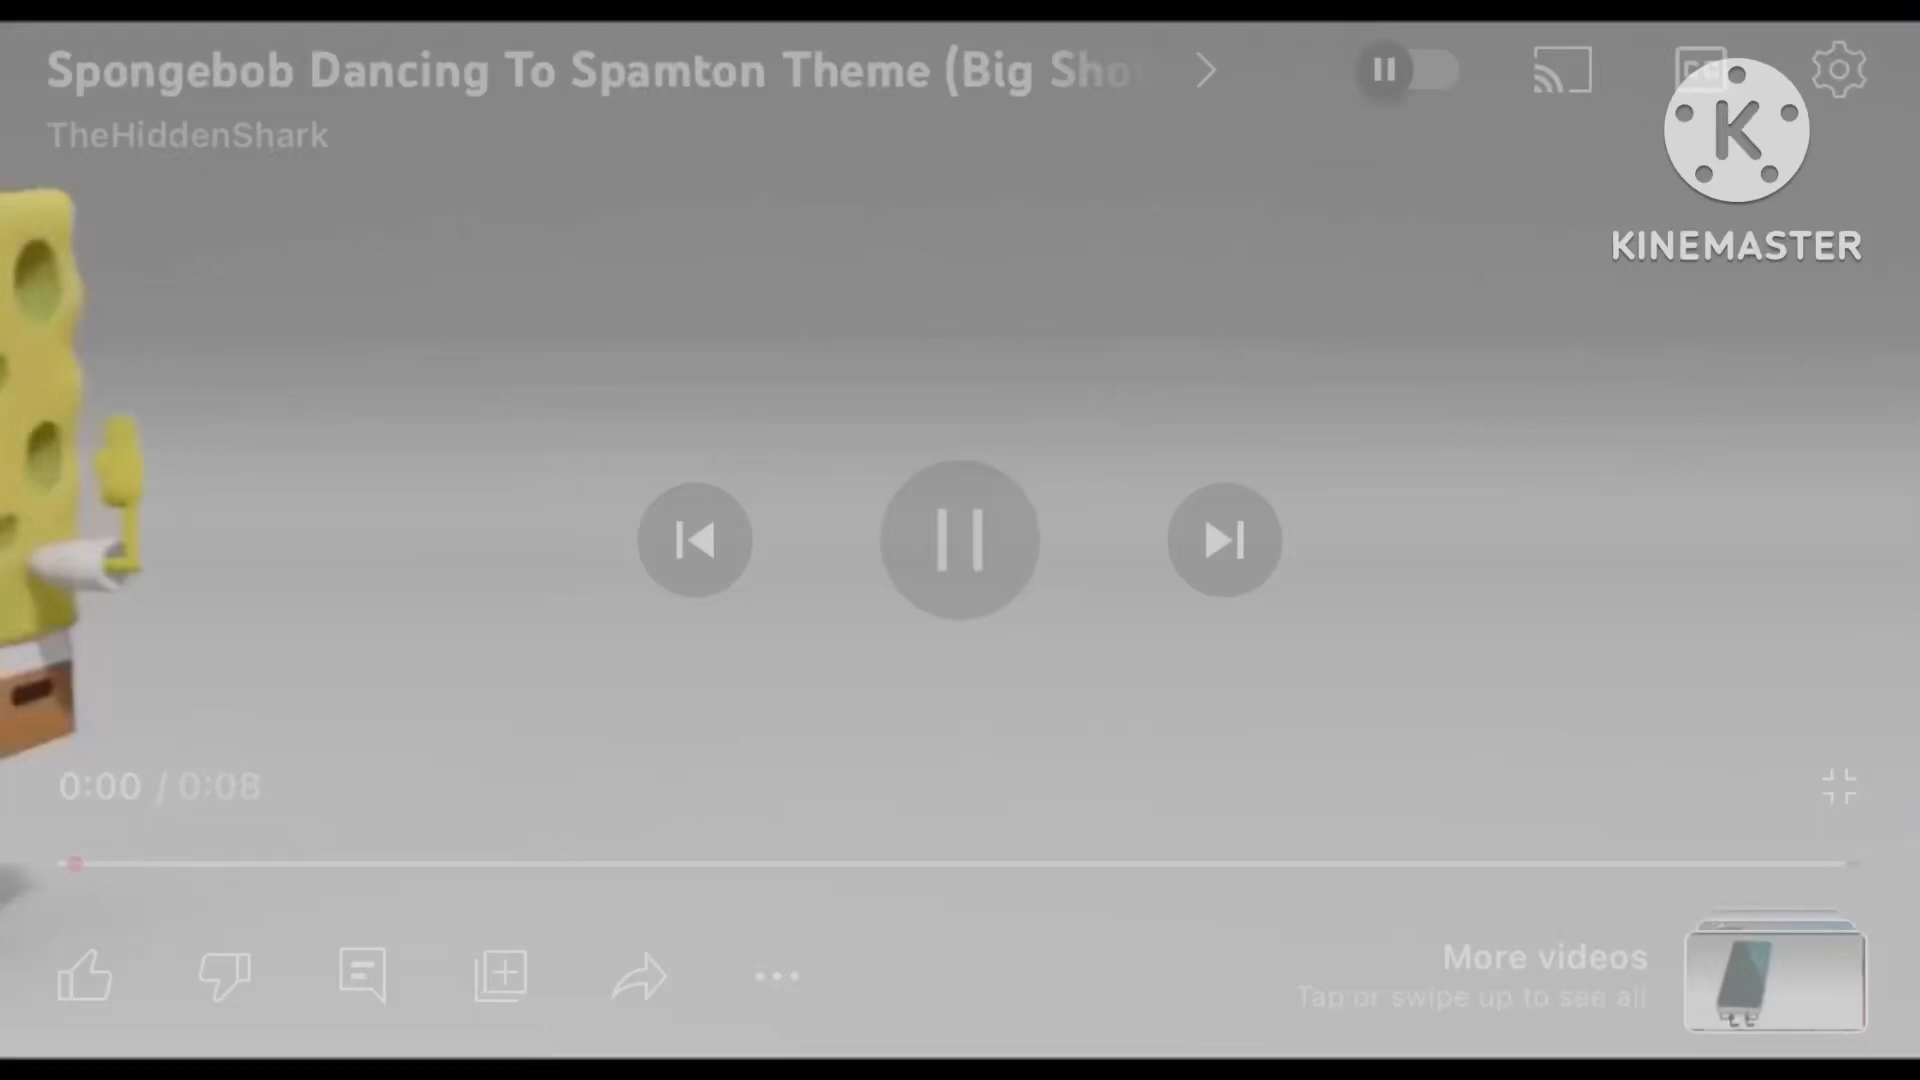 Spongebob Dancing To Spamton Theme (Big Sho
TheHiddenShark
CC
K
KINEMASTER
0:00 / 0:08
More videos
Tap or swipe up to see all